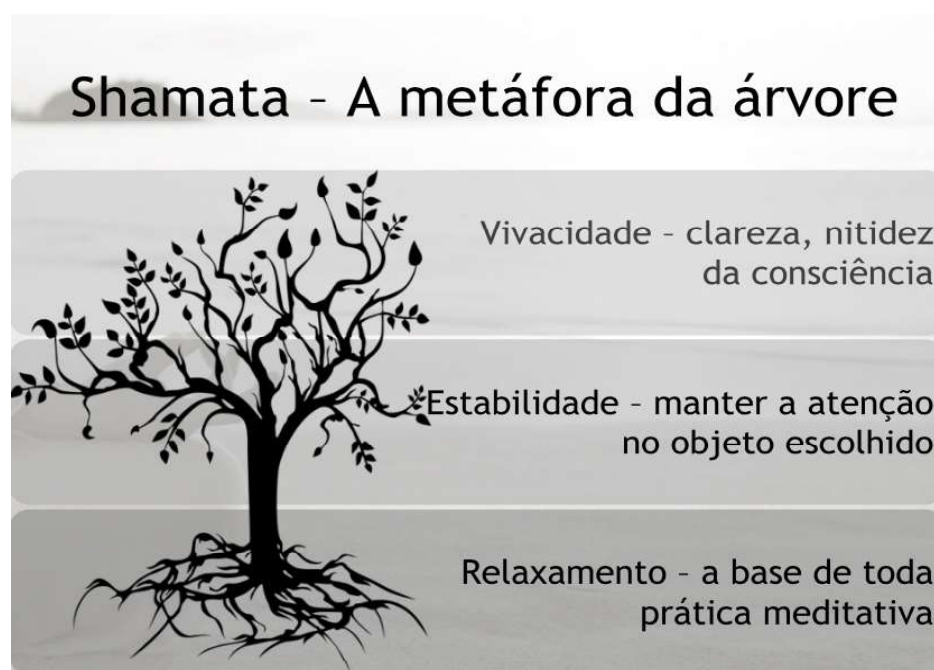 Shamata – A metáfora da árvore
Vivacidade – clareza, nitidez
da consciência
Estabilidade – manter a atenção
no objeto escolhido
Relaxamento – a base de toda
prática meditativa